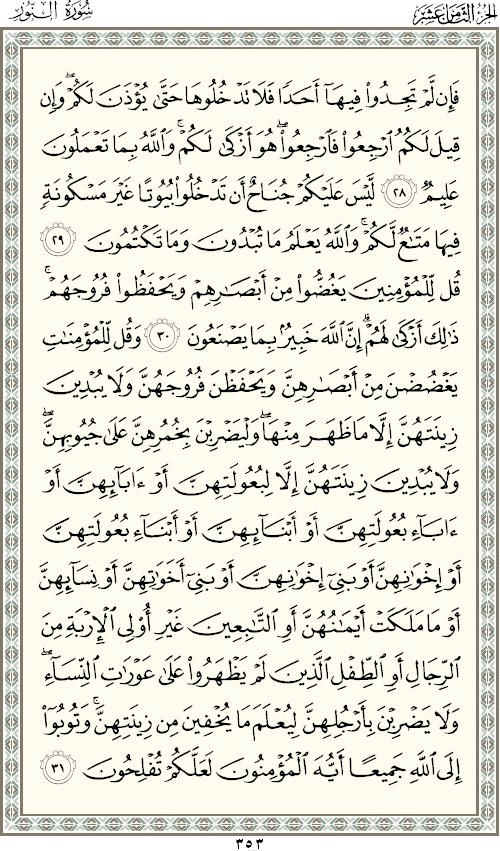 الجزء الثامن عشر سورة النور
فَإِن لَّمْ تَجِدُوا۟ فِيهَآ أَحَدًا فَلَا تَدْخُلُوهَا حَتَّىٰ يُؤْذَنَ لَكُمْ ۖ وَإِن
قِيلَ لَكُمُ ٱرْجِعُوا۟ فَٱرْجِعُوا۟ ۖ هُوَ أَزْكَىٰ لَكُمْ ۚ وَٱللَّهُ بِمَا تَعْمَلُونَ
عَلِيمٌ ٢٨ لَّيْسَ عَلَيْكُمْ جُنَاحٌ أَن تَدْخُلُوا۟ بُيُوتًا غَيْرَ مَسْكُونَةٍ
فِيهَا مَتَـٰعٌ لَّكُمْ ۚ وَٱللَّهُ يَعْلَمُ مَا تُبْدُونَ وَمَا تَكْتُمُونَ ٢٩
قُل لِّلْمُؤْمِنِينَ يَغُضُّوا۟ مِنْ أَبْصَـٰرِهِمْ وَيَحْفَظُوا۟ فُرُوجَهُمْ ۚ
ذَٰلِكَ أَزْكَىٰ لَهُمْ ۗ إِنَّ ٱللَّهَ خَبِيرٌۢ بِمَا يَصْنَعُونَ ٣٠ وَقُل لِّلْمُؤْمِنَـٰتِ
يَغْضُضْنَ مِنْ أَبْصَـٰرِهِنَّ وَيَحْفَظْنَ فُرُوجَهُنَّ وَلَا يُبْدِينَ
زِينَتَهُنَّ إِلَّا مَا ظَهَرَ مِنْهَا ۖ وَلْيَضْرِبْنَ بِخُمُرِهِنَّ عَلَىٰ جُيُوبِهِنَّ ۖ
وَلَا يُبْدِينَ زِينَتَهُنَّ إِلَّا لِبُعُولَتِهِنَّ أَوْ ءَابَآئِهِنَّ أَوْ
ءَابَآءِ بُعُولَتِهِنَّ أَوْ أَبْنَآئِهِنَّ أَوْ أَبْنَآءِ بُعُولَتِهِنَّ
أَوْ إِخْوَٰنِهِنَّ أَوْ بَنِىٓ إِخْوَٰنِهِنَّ أَوْ بَنِىٓ أَخَوَٰتِهِنَّ أَوْ نِسَآئِهِنَّ
أَوْ مَا مَلَكَتْ أَيْمَـٰنُهُنَّ أَوِ ٱلتَّـٰبِعِينَ غَيْرِ أُو۟لِى ٱلْإِرْبَةِ مِنَ
ٱلرِّجَالِ أَوِ ٱلطِّفْلِ ٱلَّذِينَ لَمْ يَظْهَرُوا۟ عَلَىٰ عَوْرَٰتِ ٱلنِّسَآءِ ۖ
وَلَا يَضْرِبْنَ بِأَرْجُلِهِنَّ لِيُعْلَمَ مَا يُخْفِينَ مِن زِينَتِهِنَّ ۚ وَتُوبُوٓا۟
إِلَى ٱللَّهِ جَمِيعًا أَيُّهَ ٱلْمُؤْمِنُونَ لَعَلَّكُمْ تُفْلِحُونَ ٣١
٣٥٣